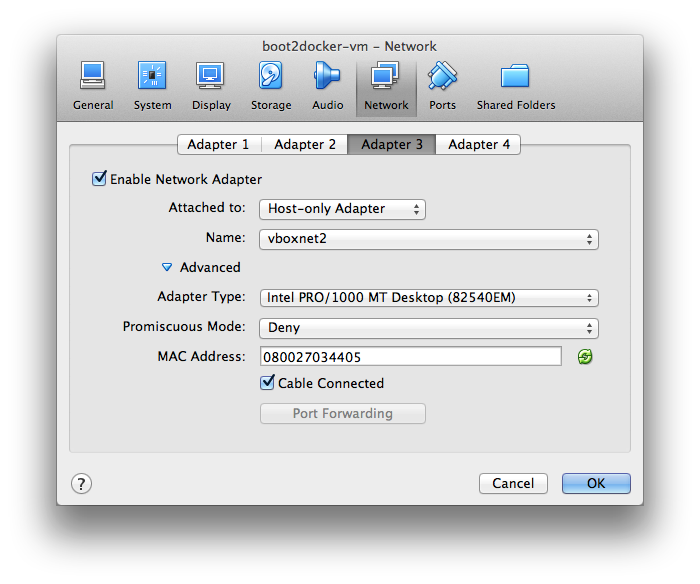 boot2docker-vm – Network
General System Display Storage Audio Network Ports Shared Folders
Adapter 1 Adapter 2 Adapter 3 Adapter 4
Enable Network Adapter
Attached to: Host-only Adapter
Name: vboxnet2
Advanced
Adapter Type: Intel PRO/1000 MT Desktop (82540EM)
Promiscuous Mode: Deny
MAC Address: 080027034405
Cable Connected
Port Forwarding
? Cancel OK